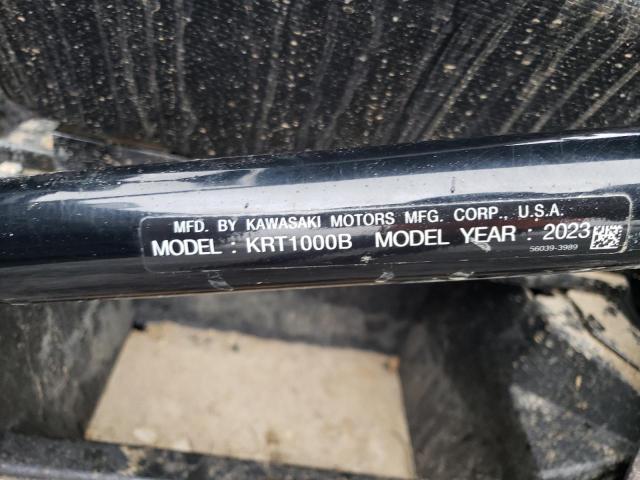 MFD. BY KAWASAKI MOTORS MFG. CORP., U.S.A.
MODEL : KRT1000B MODEL YEAR : 2023
56039-3989